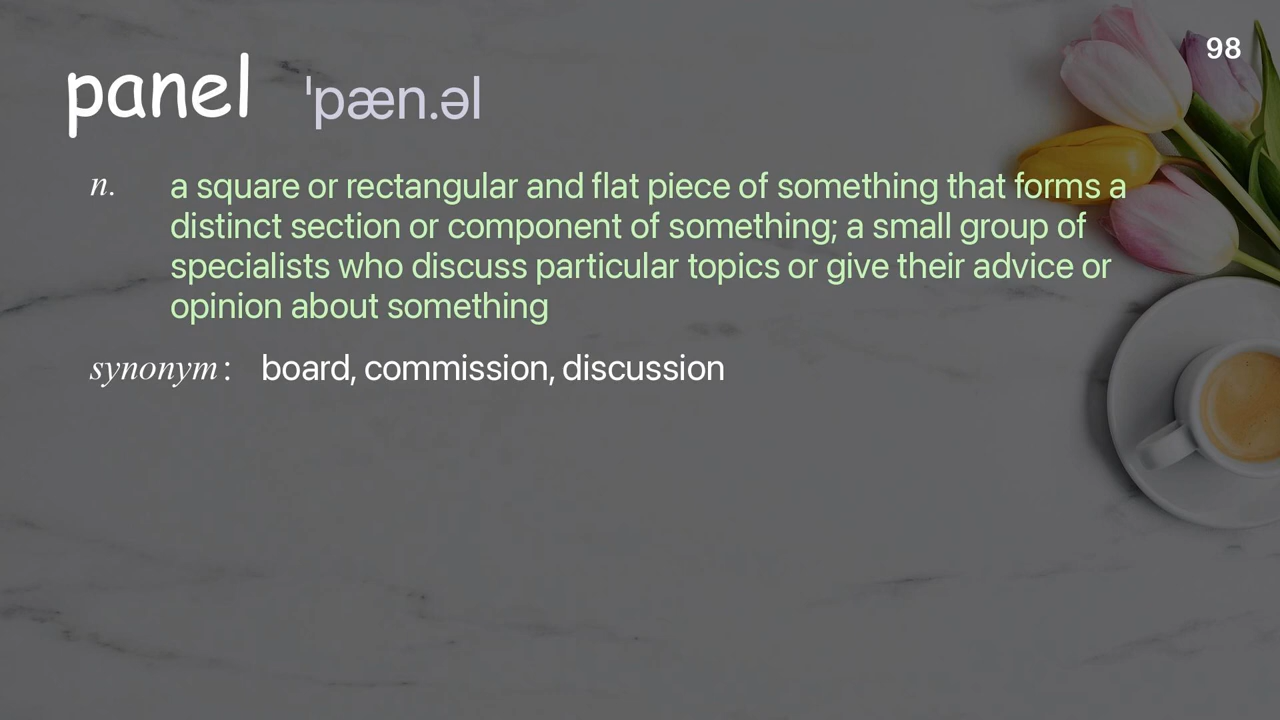 98
panel ˈpæn.əl
n. a square or rectangular and flat piece of something that forms a
distinct section or component of something; a small group of
specialists who discuss particular topics or give their advice or
opinion about something
synonym : board, commission, discussion